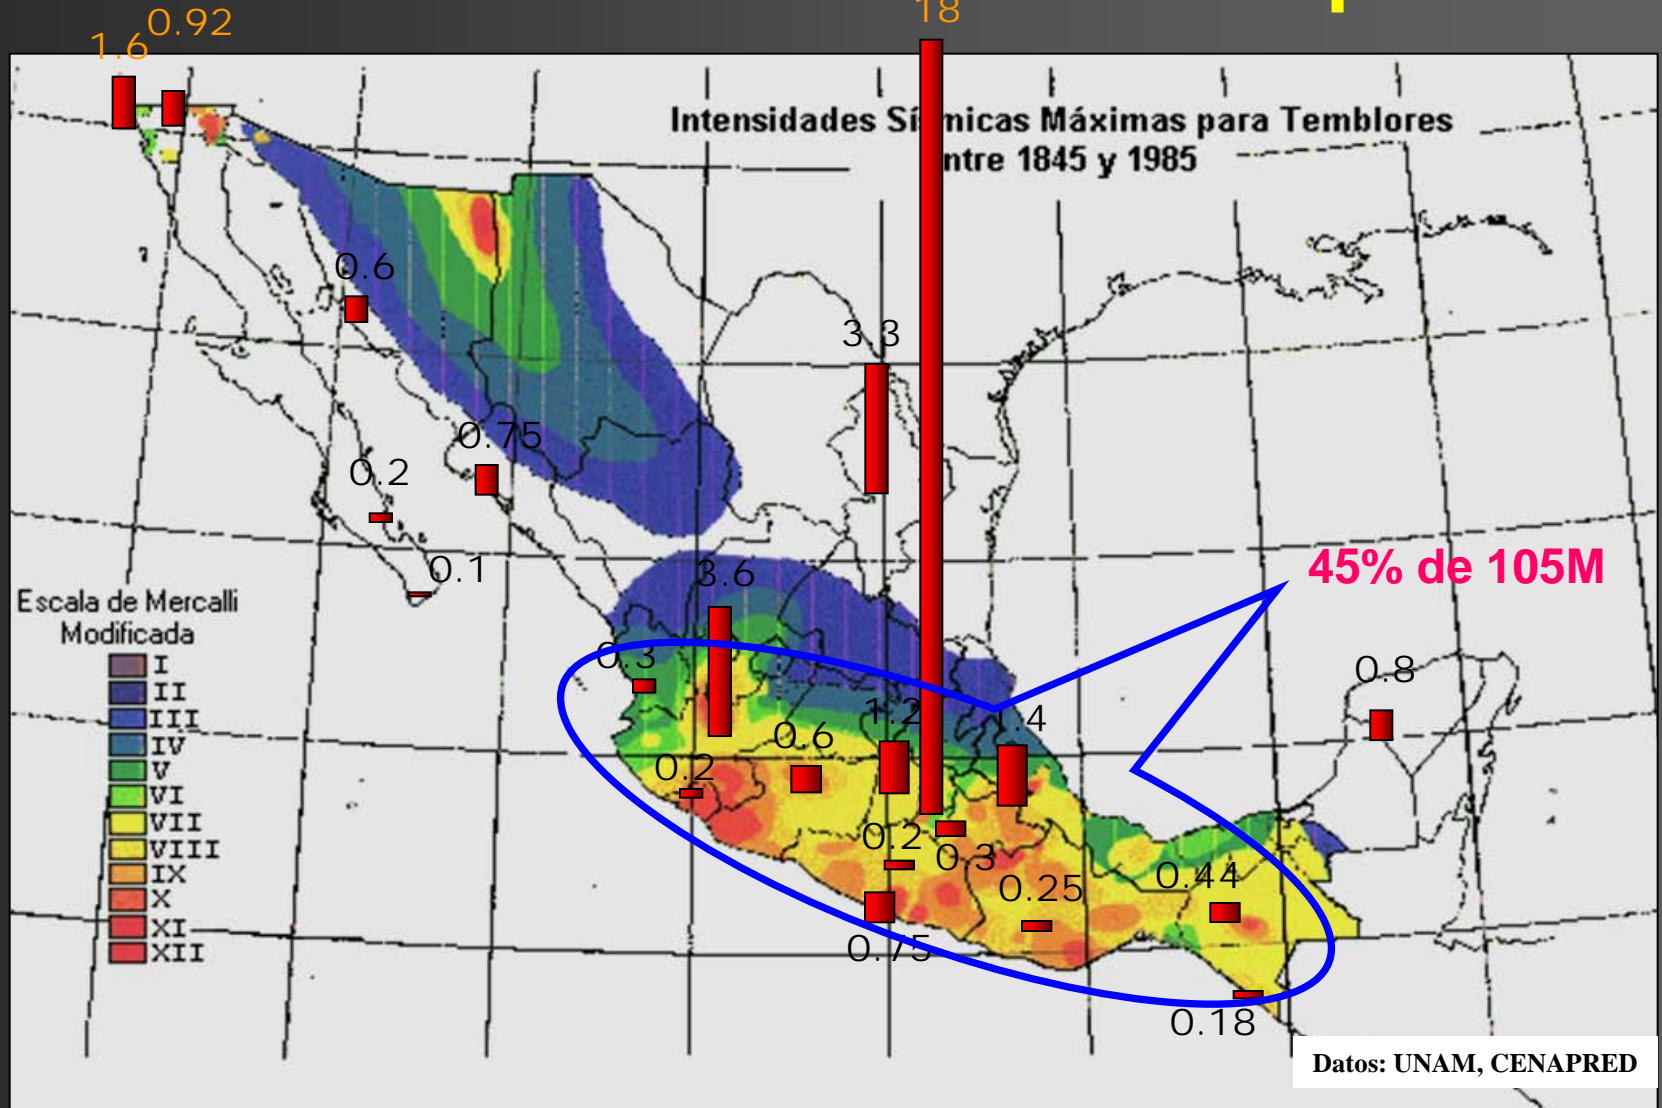 18
0.92
1.6
Intensidades Sísmicas Máximas para Temblores
ntre 1845 y 1985
0.6
3.3
0.75
0.2
0.1
45% de 105M
3.6
Escala de Mercalli
Modificada
I
II
III
IV
V
VI
VII
VIII
IX
X
XI
XII
0.3
0.8
1.2
1.4
0.6
0.2
0.2
0.3
0.25
0.44
0.75
0.18
Datos: UNAM, CENAPRED